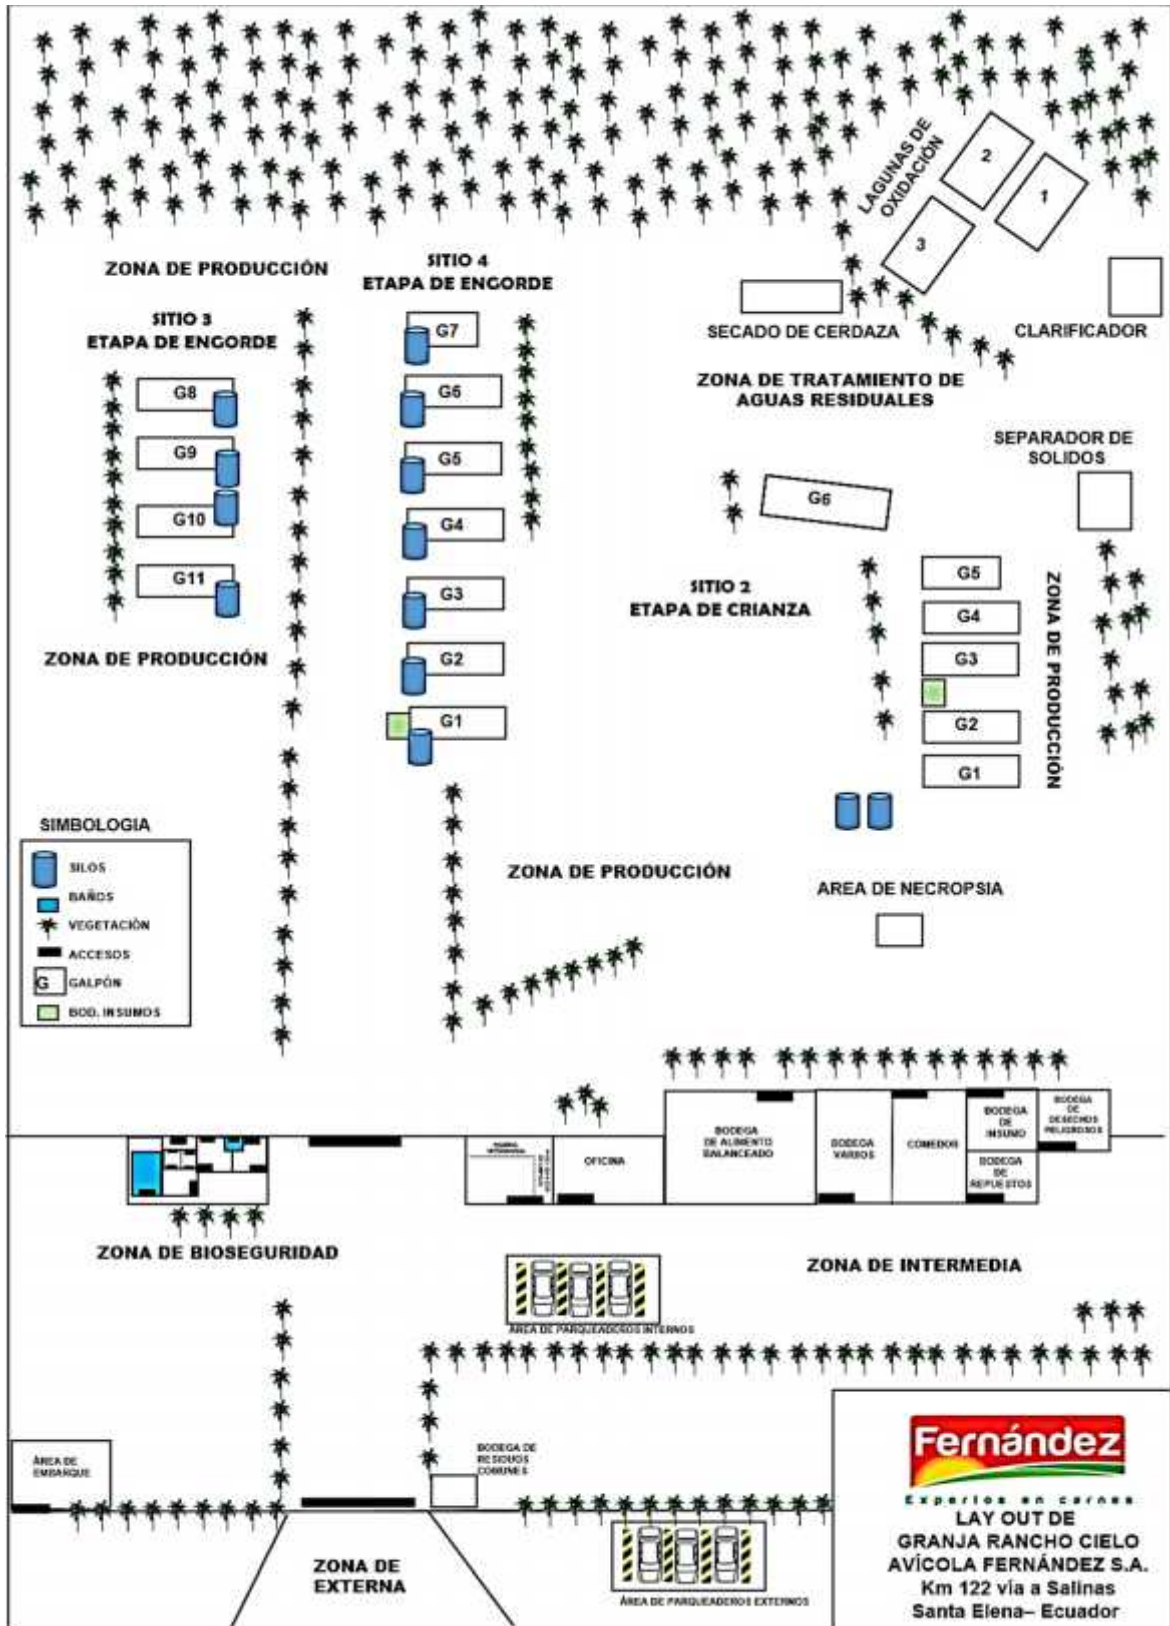 LAGUNAS DE
OXIDACIÓN
2
1
3
ZONA DE PRODUCCIÓN
SITIO 4
ETAPA DE ENGORDE
SECADO DE CERDAZA
CLARIFICADOR
SITIO 3
ETAPA DE ENGORDE
G7
ZONA DE TRATAMIENTO DE
AGUAS RESIDUALES
G8
G6
G9
G5
SEPARADOR DE
SOLIDOS
G10
G4
G6
G11
G3
SITIO 2
ETAPA DE CRIANZA
G5
G4
G3
G2
G1
ZONA DE PRODUCCIÓN
ZONA DE PRODUCCIÓN
G2
G1
SIMBOLOGIA
SILOS
BAÑOS
VEGETACIÒN
ACCESOS
G GALPÓN
BOD. INSUMOS
ZONA DE PRODUCCIÓN
AREA DE NECROPSIA
OFICINA
BODEGA
DE ALIMENTO
BALANCEADO
BODEGA
VARIOS
COMEDOR
BODEGA
DE
INSUMO
BODEGA
DE
DESECHOS
PELIGROSOS
BODEGA
DE
REPUESTOS
ZONA DE BIOSEGURIDAD
ZONA DE INTERMEDIA
ÁREA DE PARQUEADEROS INTERNOS
ÁREA DE
EMBARQUE
BODEGA DE
RESIDUOS
COMUNES
ZONA DE
EXTERNA
ÁREA DE PARQUEADEROS EXTERNOS
Fernández
Expertos en carnes
LAY OUT DE
GRANJA RANCHO CIELO
AVÍCOLA FERNÁNDEZ S.A.
Km 122 vía a Salinas
Santa Elena– Ecuador